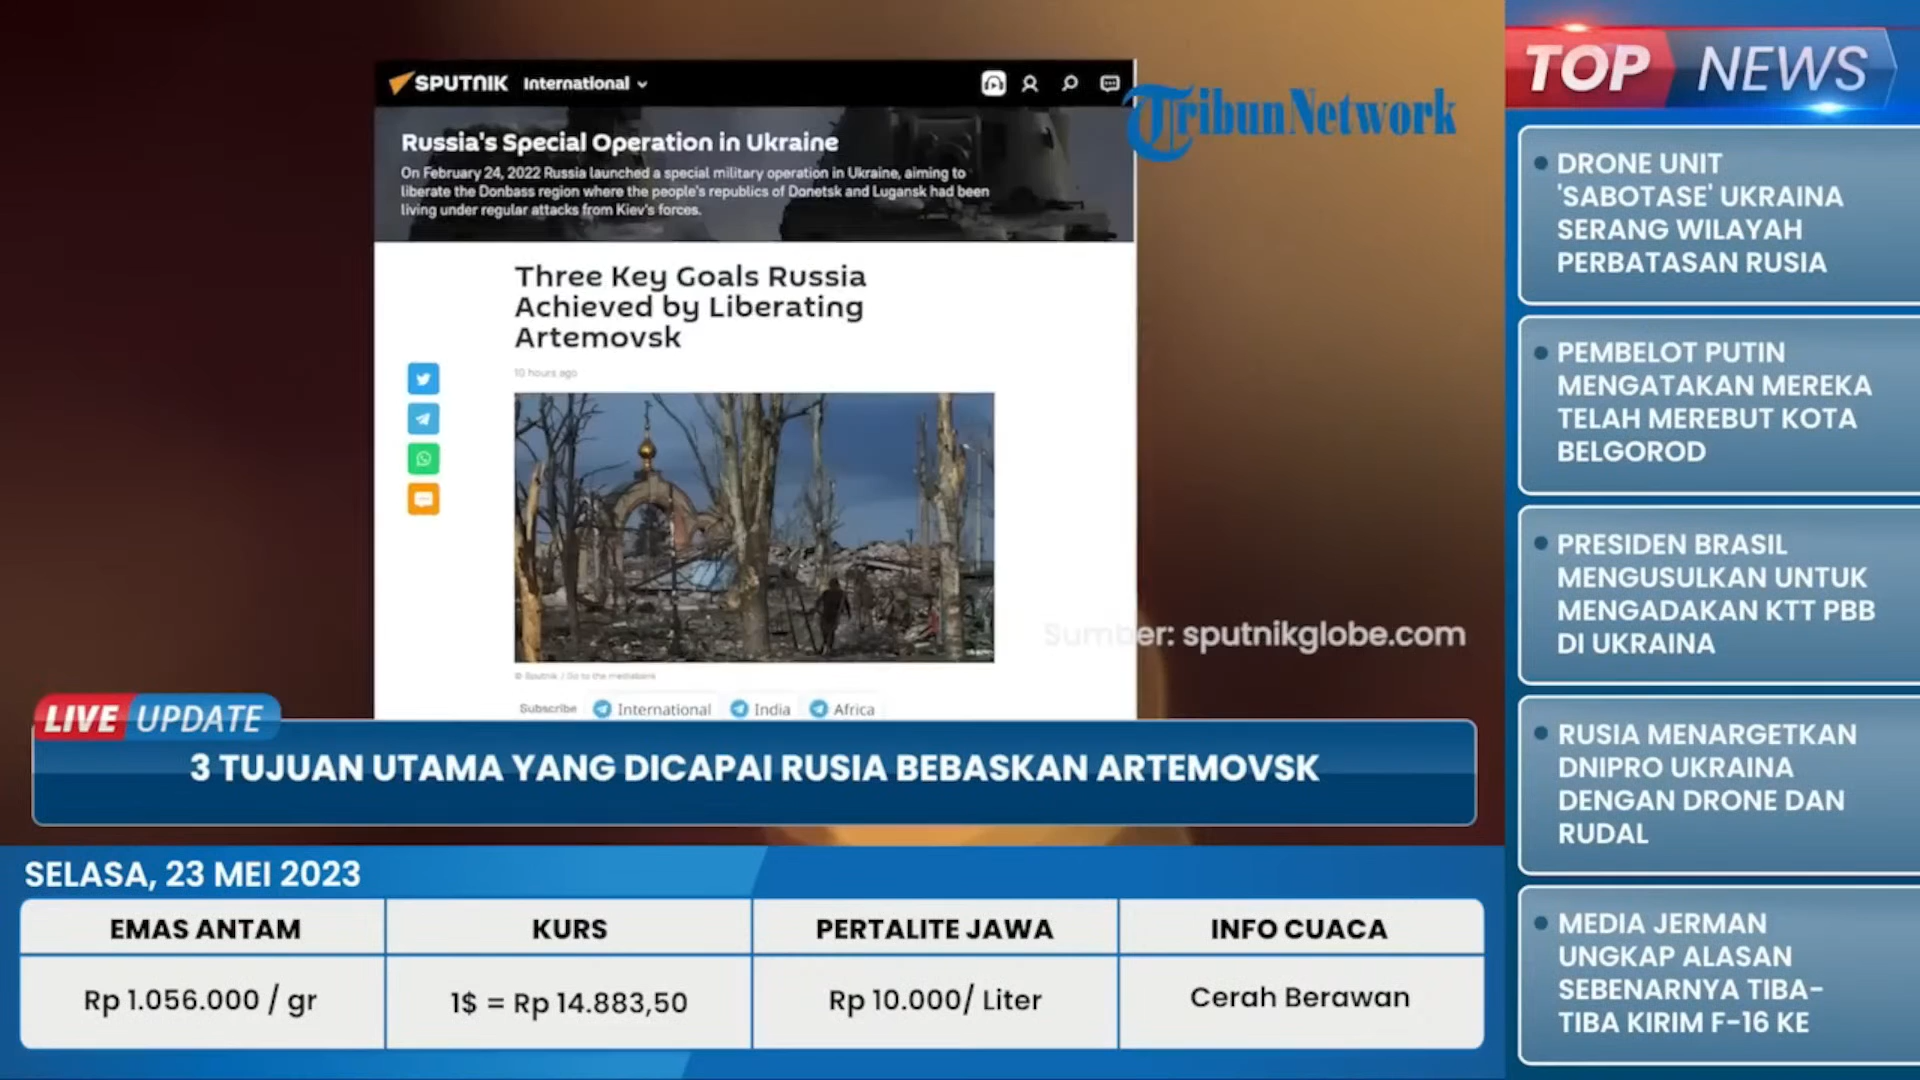 SPUTNIK International
Russia's Special Operation in Ukraine
On February 24, 2022 Russia launched a special military operation in Ukraine, aiming to
liberate the Donbass region where the people's republics of Donetsk and Lugansk had been
living under regular attacks from Kiev's forces.
TribunNetwork
Three Key Goals Russia
Achieved by Liberating
Artemovsk
10 hours ago
Sumber: sputnikglobe.com
© Sputnik / Go to the mediabank
Subscribe International India Africa
LIVE UPDATE
3 TUJUAN UTAMA YANG DICAPAI RUSIA BEBASKAN ARTEMOVSK
SELASA, 23 MEI 2023
EMAS ANTAM KURS PERTALITE JAWA INFO CUACA
Rp 1.056.000 / gr 1$ = Rp 14.883,50 Rp 10.000/ Liter Cerah Berawan
TOP NEWS
DRONE UNIT
'SABOTASE' UKRAINA
SERANG WILAYAH
PERBATASAN RUSIA
PEMBELOT PUTIN
MENGATAKAN MEREKA
TELAH MEREBUT KOTA
BELGOROD
PRESIDEN BRASIL
MENGUSULKAN UNTUK
MENGADAKAN KTT PBB
DI UKRAINA
RUSIA MENARGETKAN
DNIPRO UKRAINA
DENGAN DRONE DAN
RUDAL
MEDIA JERMAN
UNGKAP ALASAN
SEBENARNYA TIBA-
TIBA KIRIM F-16 KE